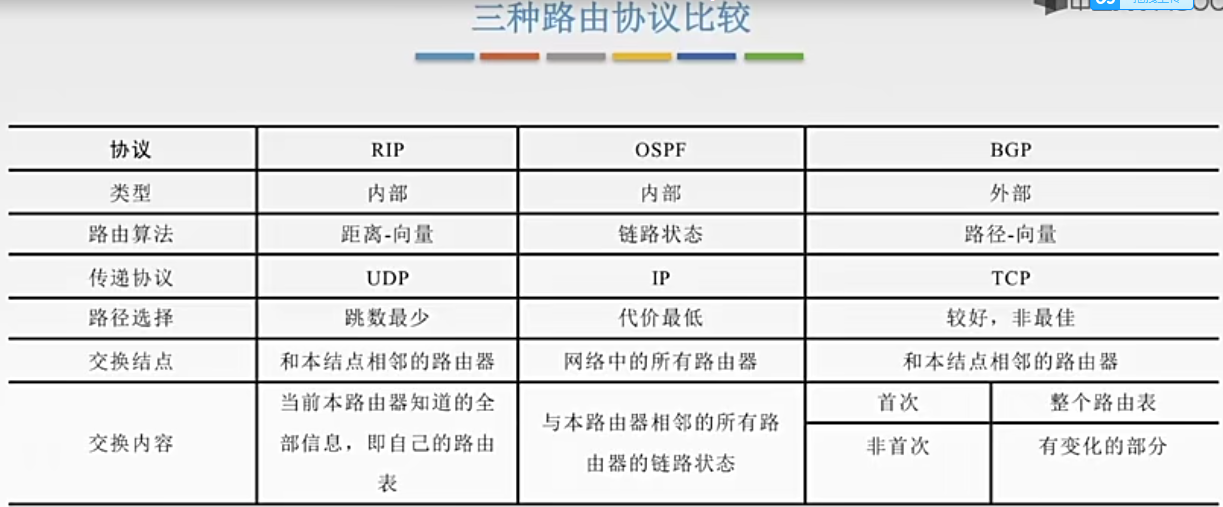 三种路由协议比较
协议 RIP OSPF BGP
类型 内部 内部 外部
路由算法 距离-向量 链路状态 路径-向量
传递协议 UDP IP TCP
路径选择 跳数最少 代价最低 较好，非最佳
交换结点 和本结点相邻的路由器 网络中的所有路由器 和本结点相邻的路由器
交换内容
当前本路由器知道的全
部信息，即自己的路由
表
与本路由器相邻的所有路
由器的链路状态
首次 整个路由表
非首次 有变化的部分